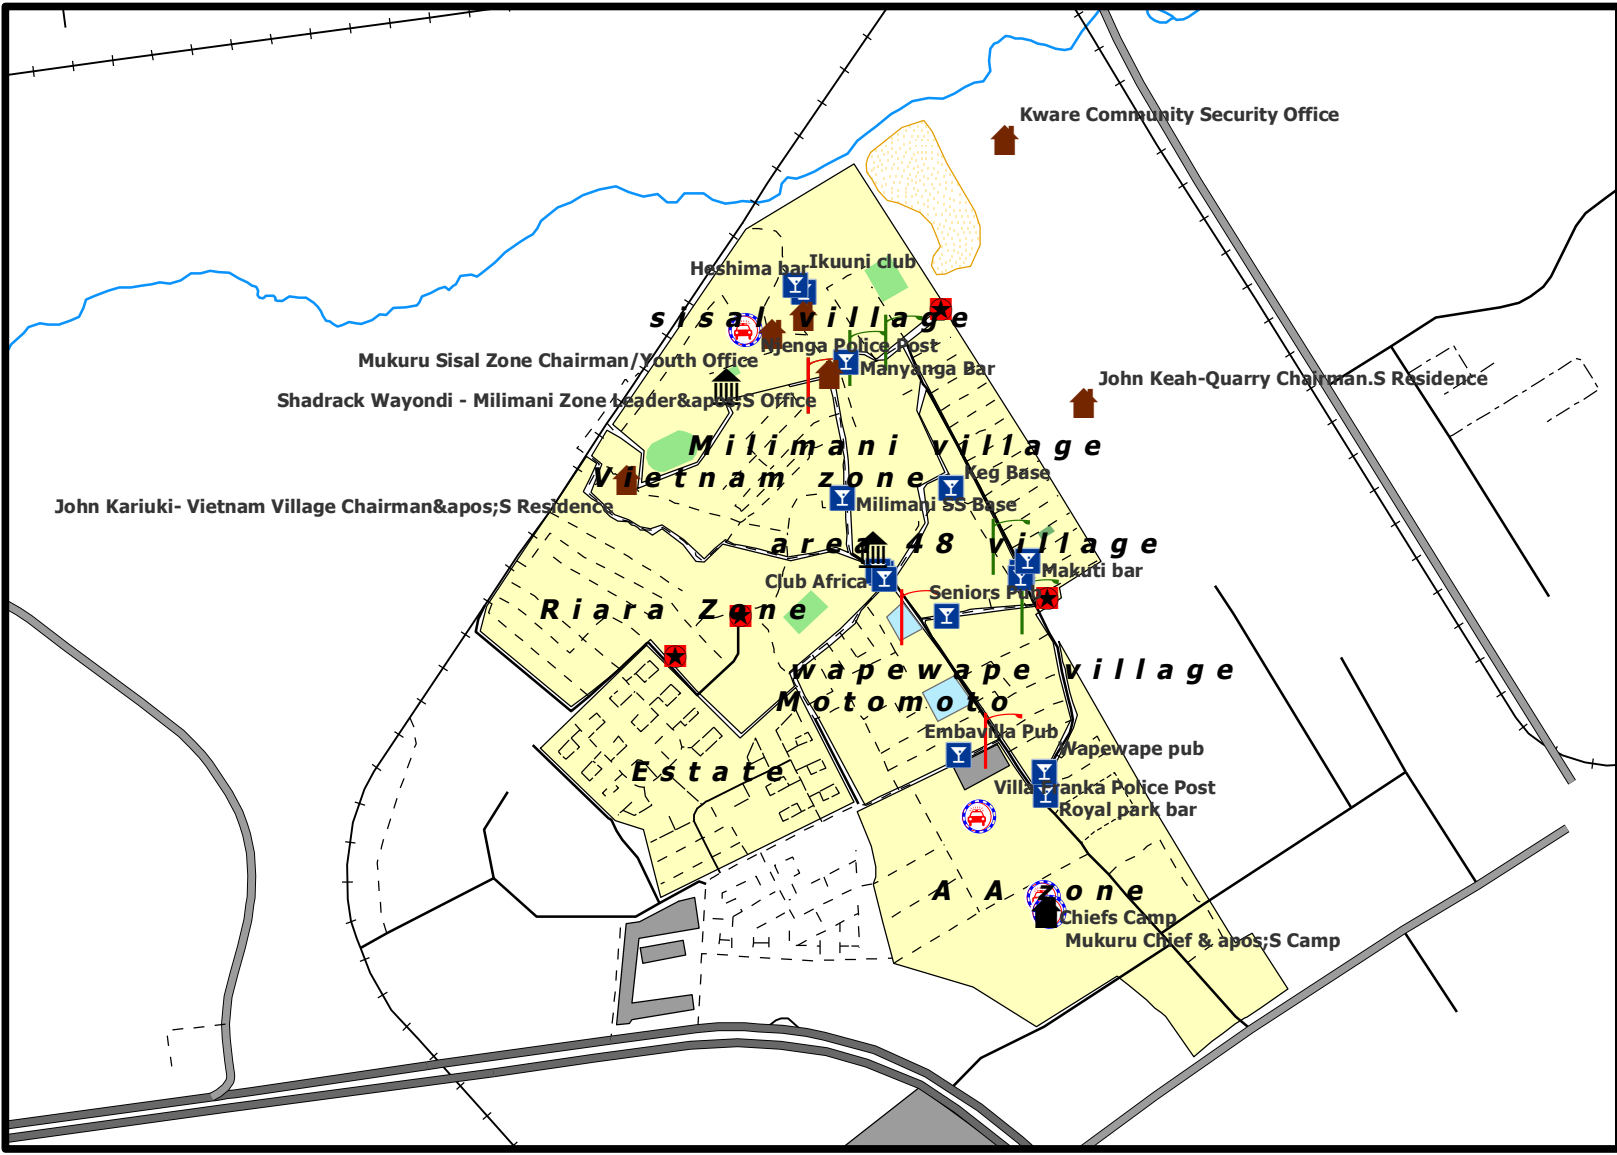 Kware Community Security Office
Heshima bar
Ikuuni club
sisal village
Njenga Police Post
Mukuru Sisal Zone Chairman/Youth Office
Manyanga Bar
John Keah-Quarry Chairman.S Residence
Shadrack Wayondi - Milimani Zone Leader&apos;S Office
Milimani village
Vietnam zone
Keg Base
John Kariuki- Vietnam Village Chairman&apos;S Residence
Milimani SS Base
area 48 village
Makuti bar
Club Africa
Seniors Pub
Riara Zone
wapewape village
Motomoto
Embavilla Pub
Wapewape pub
Estate
Villa Franka Police Post
Royal park bar
A A zone
Chiefs Camp
Mukuru Chief & apos;S Camp